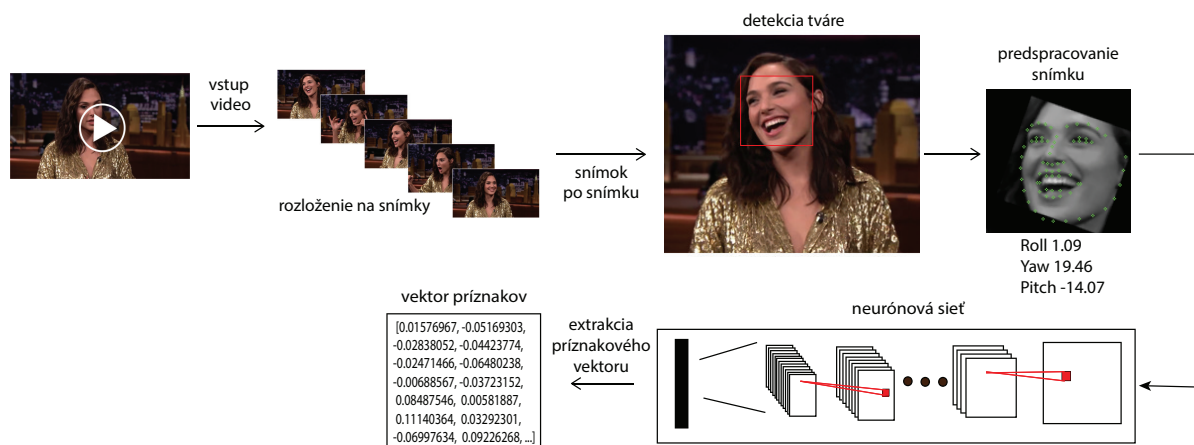 vstup
video
rozloženie na snímky
snímok
po snímku
detekcia tváre
predspracovanie
snímku
Roll 1.09
Yaw 19.46
Pitch -14.07
neurónová sieť
extrakcia
príznakového
vektoru
vektor príznakov
[0.01576967, -0.05169303,
-0.02838052, -0.04423774,
-0.02471466, -0.06480238,
-0.00688567, -0.03723152,
0.08487546, 0.00581887,
0.11140364, 0.03292301,
-0.06997634, 0.09226268, ...]